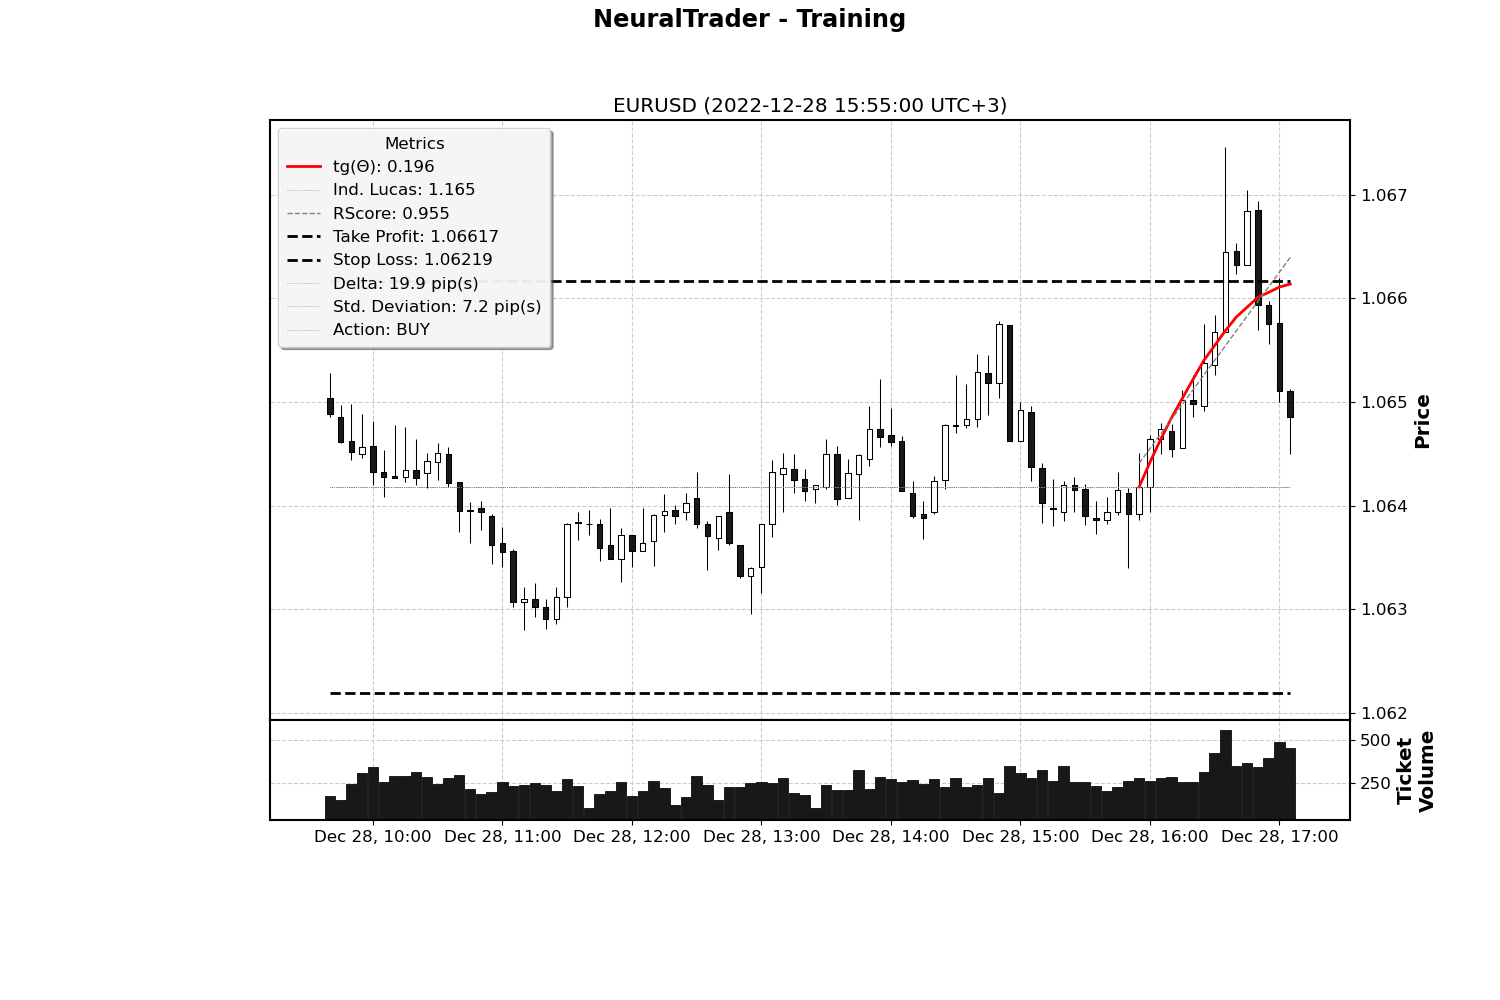 NeuralTrader - Training
EURUSD (2022-12-28 15:55:00 UTC+3)
Metrics
tg(Θ): 0.196
Ind. Lucas: 1.165
RScore: 0.955
Take Profit: 1.06617
Stop Loss: 1.06219
Delta: 19.9 pip(s)
Std. Deviation: 7.2 pip(s)
Action: BUY
1.067
1.066
1.065
1.064
1.063
1.062
Price
500
250
Ticket
Volume
Dec 28, 10:00 Dec 28, 11:00 Dec 28, 12:00 Dec 28, 13:00 Dec 28, 14:00 Dec 28, 15:00 Dec 28, 16:00 Dec 28, 17:00